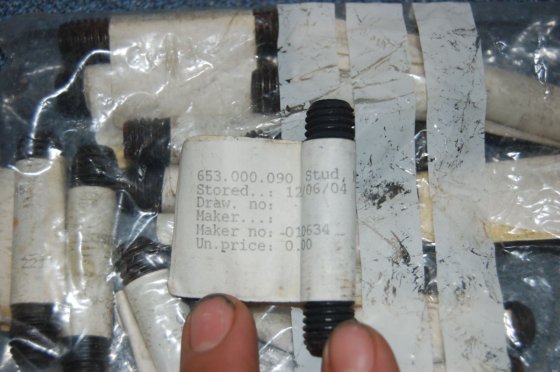 653.000.090 Stud,
Stored..: 12/06/04
Draw. no:
Maker...:
Maker no: 010634
Un.price: 0.00